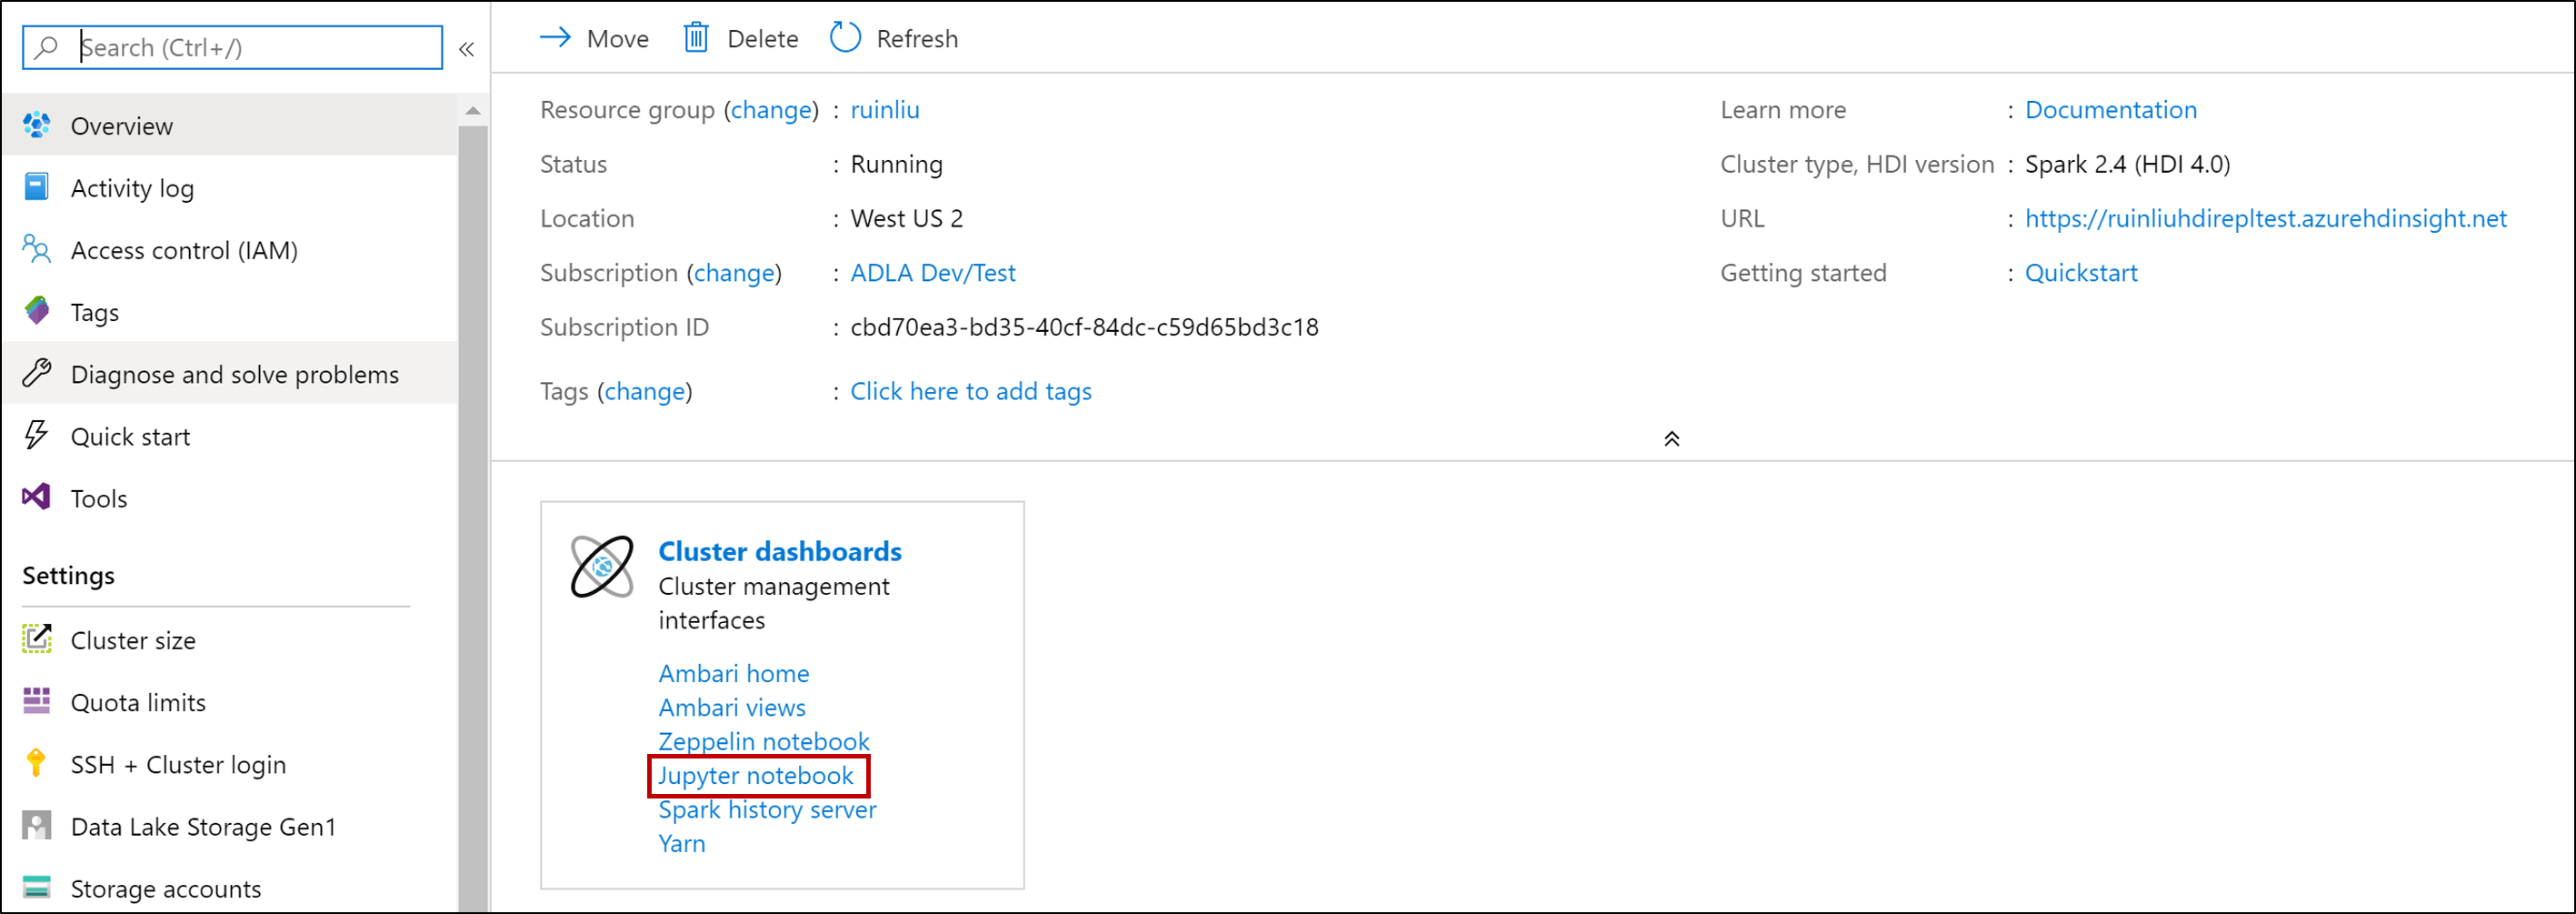 Search (Ctrl+/)
«
Overview
Activity log
Access control (IAM)
Tags
Diagnose and solve problems
Quick start
Tools
Settings
Cluster size
Quota limits
SSH + Cluster login
Data Lake Storage Gen1
Storage accounts
Move Delete Refresh
Resource group (change) : ruinliu
Status : Running
Location : West US 2
Subscription (change) : ADLA Dev/Test
Subscription ID : cbd70ea3-bd35-40cf-84dc-c59d65bd3c18
Tags (change) : Click here to add tags
Learn more : Documentation
Cluster type, HDI version : Spark 2.4 (HDI 4.0)
URL : https://ruinliuhdirepltest.azurehdinsight.net
Getting started : Quickstart
Cluster dashboards
Cluster management
interfaces
Ambari home
Ambari views
Zeppelin notebook
Jupyter notebook
Spark history server
Yarn